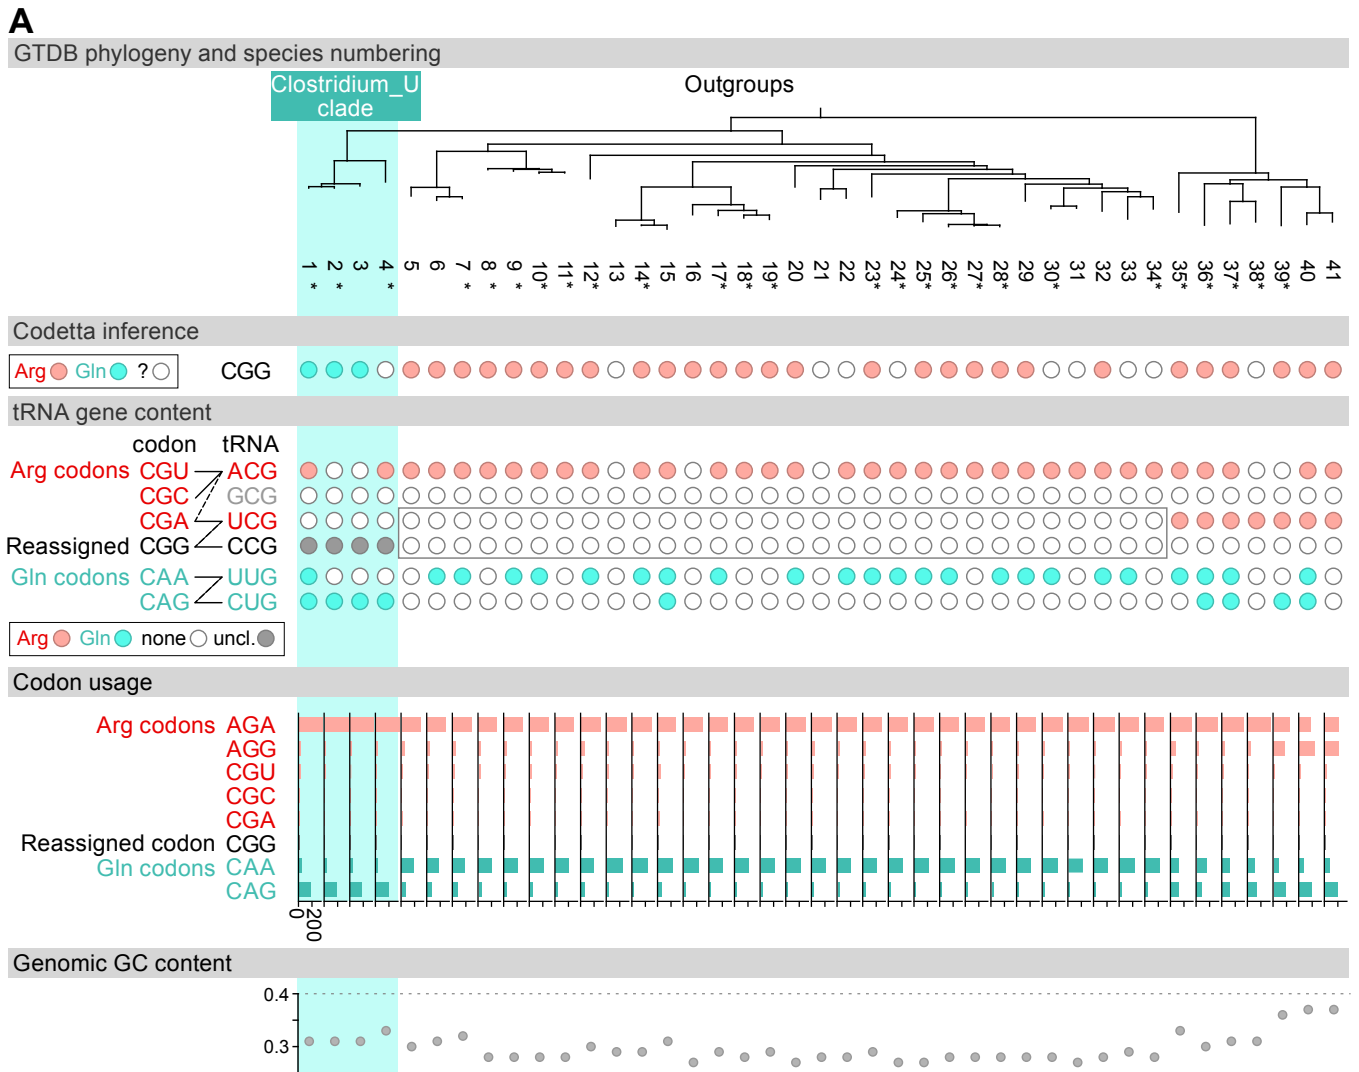 A
GTDB phylogeny and species numbering
Clostridium_U
clade
Outgroups
1* 2* 3 4* 5 6 7* 8* 9* 10* 11* 12* 13 14* 15 16 17* 18* 19* 20 21 22 23* 24* 25* 26* 27* 28* 29 30* 31 32 33 34* 35* 36* 37* 38* 39* 40 41
Codetta inference
Arg Gln ? CGG
tRNA gene content
codon tRNA
Arg codons CGU ACG
CGC GCG
CGA UCG
Reassigned CGG CCG
Gln codons CAA UUG
CAG CUG
Arg Gln none uncl.
Codon usage
Arg codons AGA
AGG
CGU
CGC
CGA
Reassigned codon CGG
Gln codons CAA
CAG
0 200
Genomic GC content
0.4
0.3